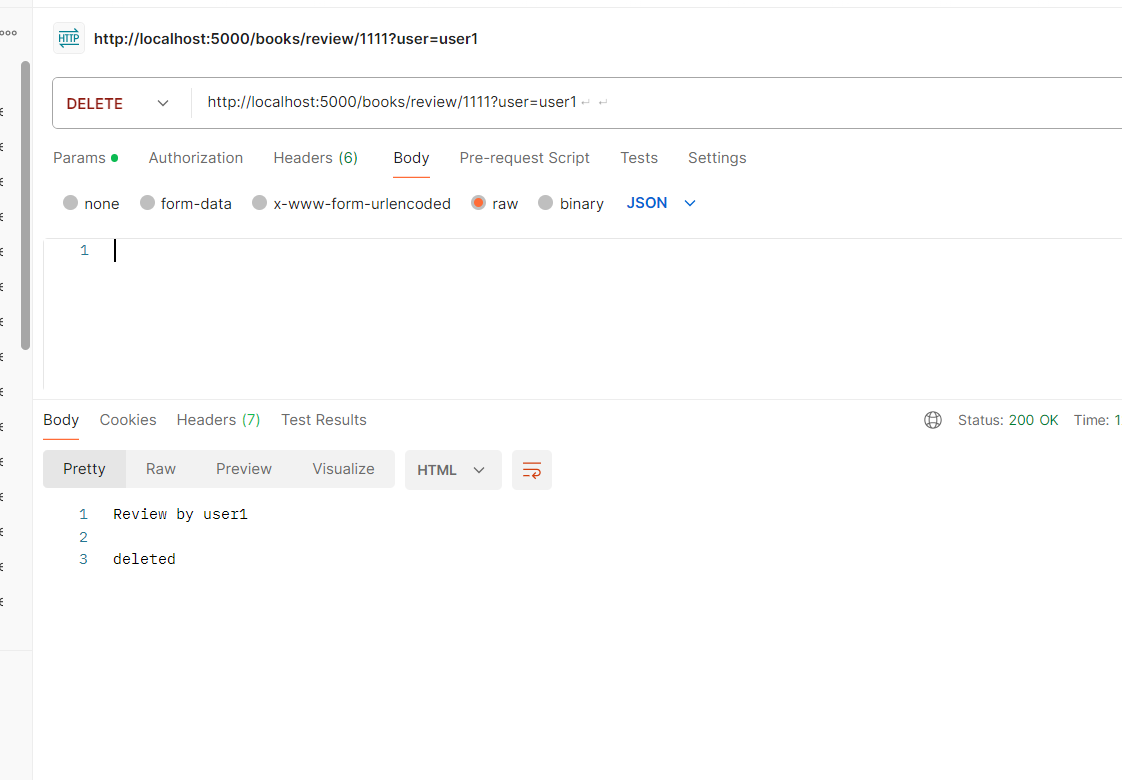 HTTP http://localhost:5000/books/review/1111?user=user1
DELETE http://localhost:5000/books/review/1111?user=user1 ↵ ↵
Params Authorization Headers (6) Body Pre-request Script Tests Settings
none form-data x-www-form-urlencoded raw binary JSON
1
Body Cookies Headers (7) Test Results Status: 200 OK Time: 1
Pretty Raw Preview Visualize HTML
1 Review by user1
2
3 deleted